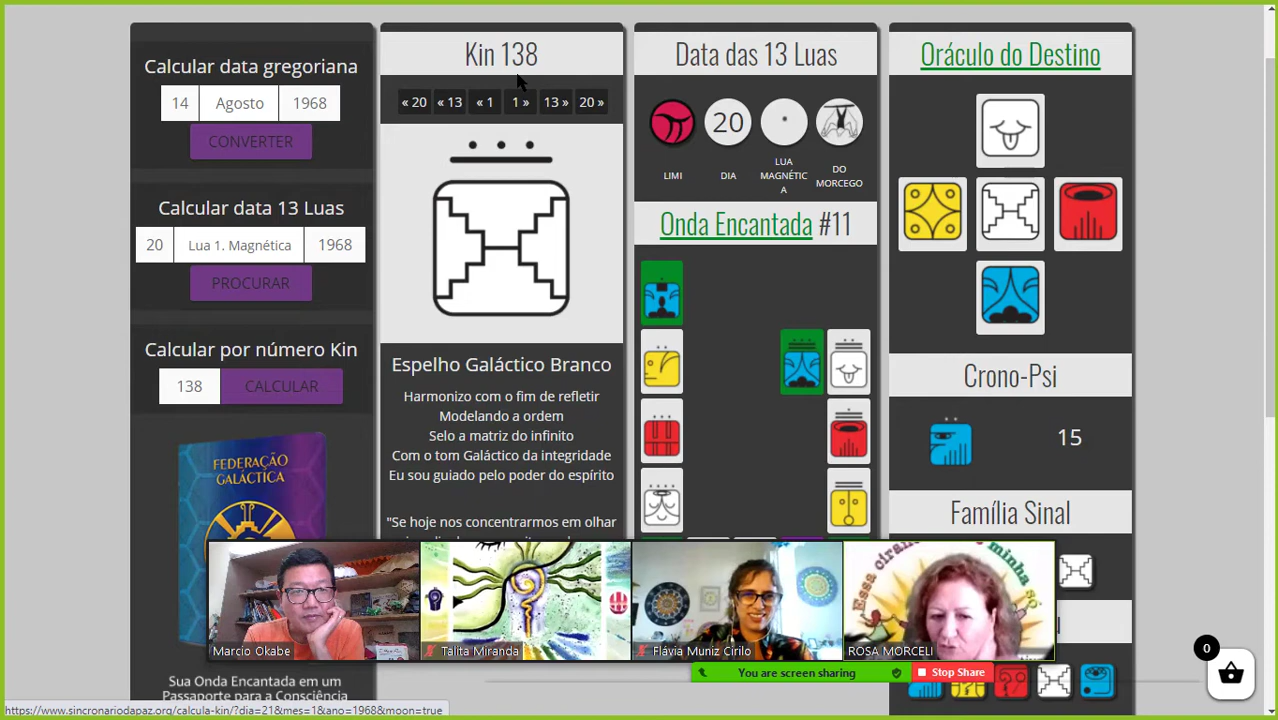 Calcular data gregoriana
14 Agosto 1968
CONVERTER
Calcular data 13 Luas
20 Lua 1. Magnética 1968
PROCURAR
Calcular por número Kin
138 CALCULAR
FEDERAÇÃO
GALÁCTICA
Sua Onda Encantada em um
Passaporte para a Consciência
Kin 138
« 20 « 13 « 1 1 » 13 » 20 »
Espelho Galáctico Branco
Harmonizo com o fim de refletir
Modelando a ordem
Selo a matriz do infinito
Com o tom Galáctico da integridade
Eu sou guiado pelo poder do espírito
"Se hoje nos concentrarmos em olhar
Data das 13 Luas
20
LIMI
DIA
LUA
MAGNÉTIC
A
DO
MORCEGO
Onda Encantada #11
Oráculo do Destino
Crono-Psi
15
Família Sinal
Essa ciran
minha
só
Marcio Okabe
Talita Miranda
Flávia Muniz Cirilo
ROSA MORCELI
You are screen sharing
Stop Share
0
https://www.sincronariodapaz.org/calcula-kin/?dia=21&mes=1&ano=1968&moon=true